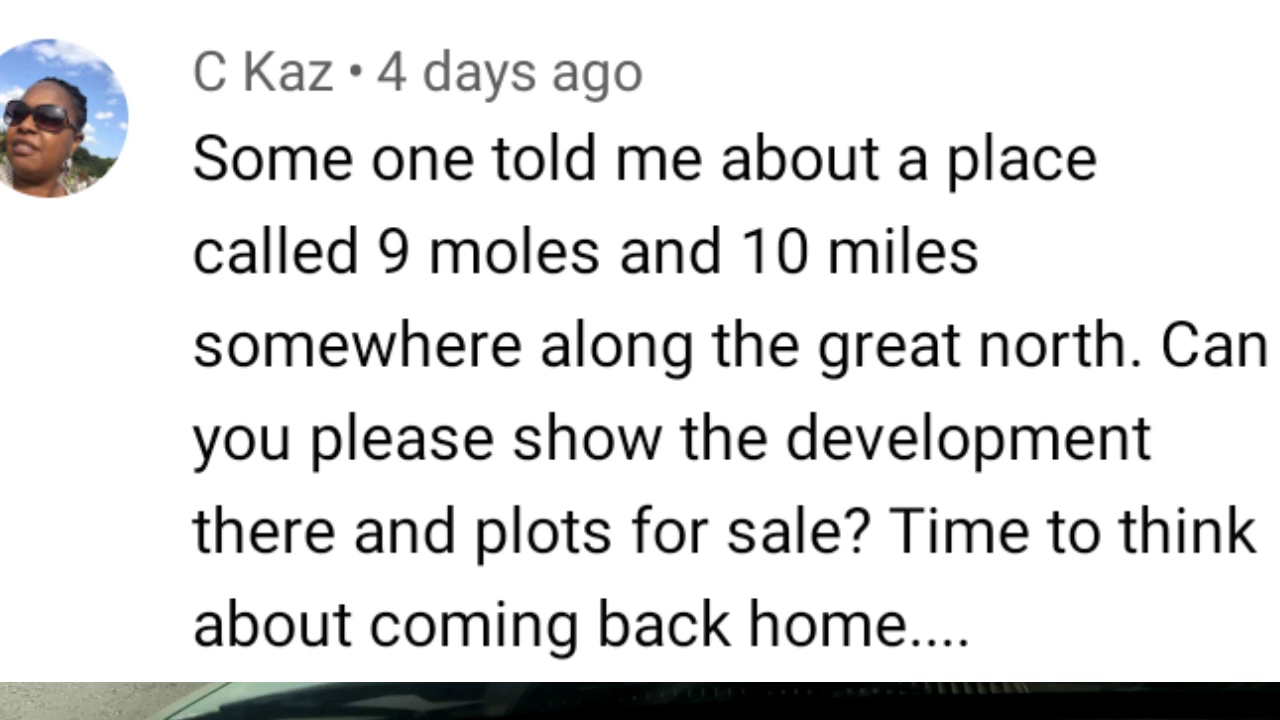 C Kaz • 4 days ago
Some one told me about a place
called 9 moles and 10 miles
somewhere along the great north. Can
you please show the development
there and plots for sale? Time to think
about coming back home....